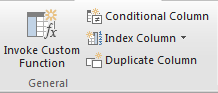 Invoke Custom
Function
Conditional Column
Index Column
Duplicate Column
General